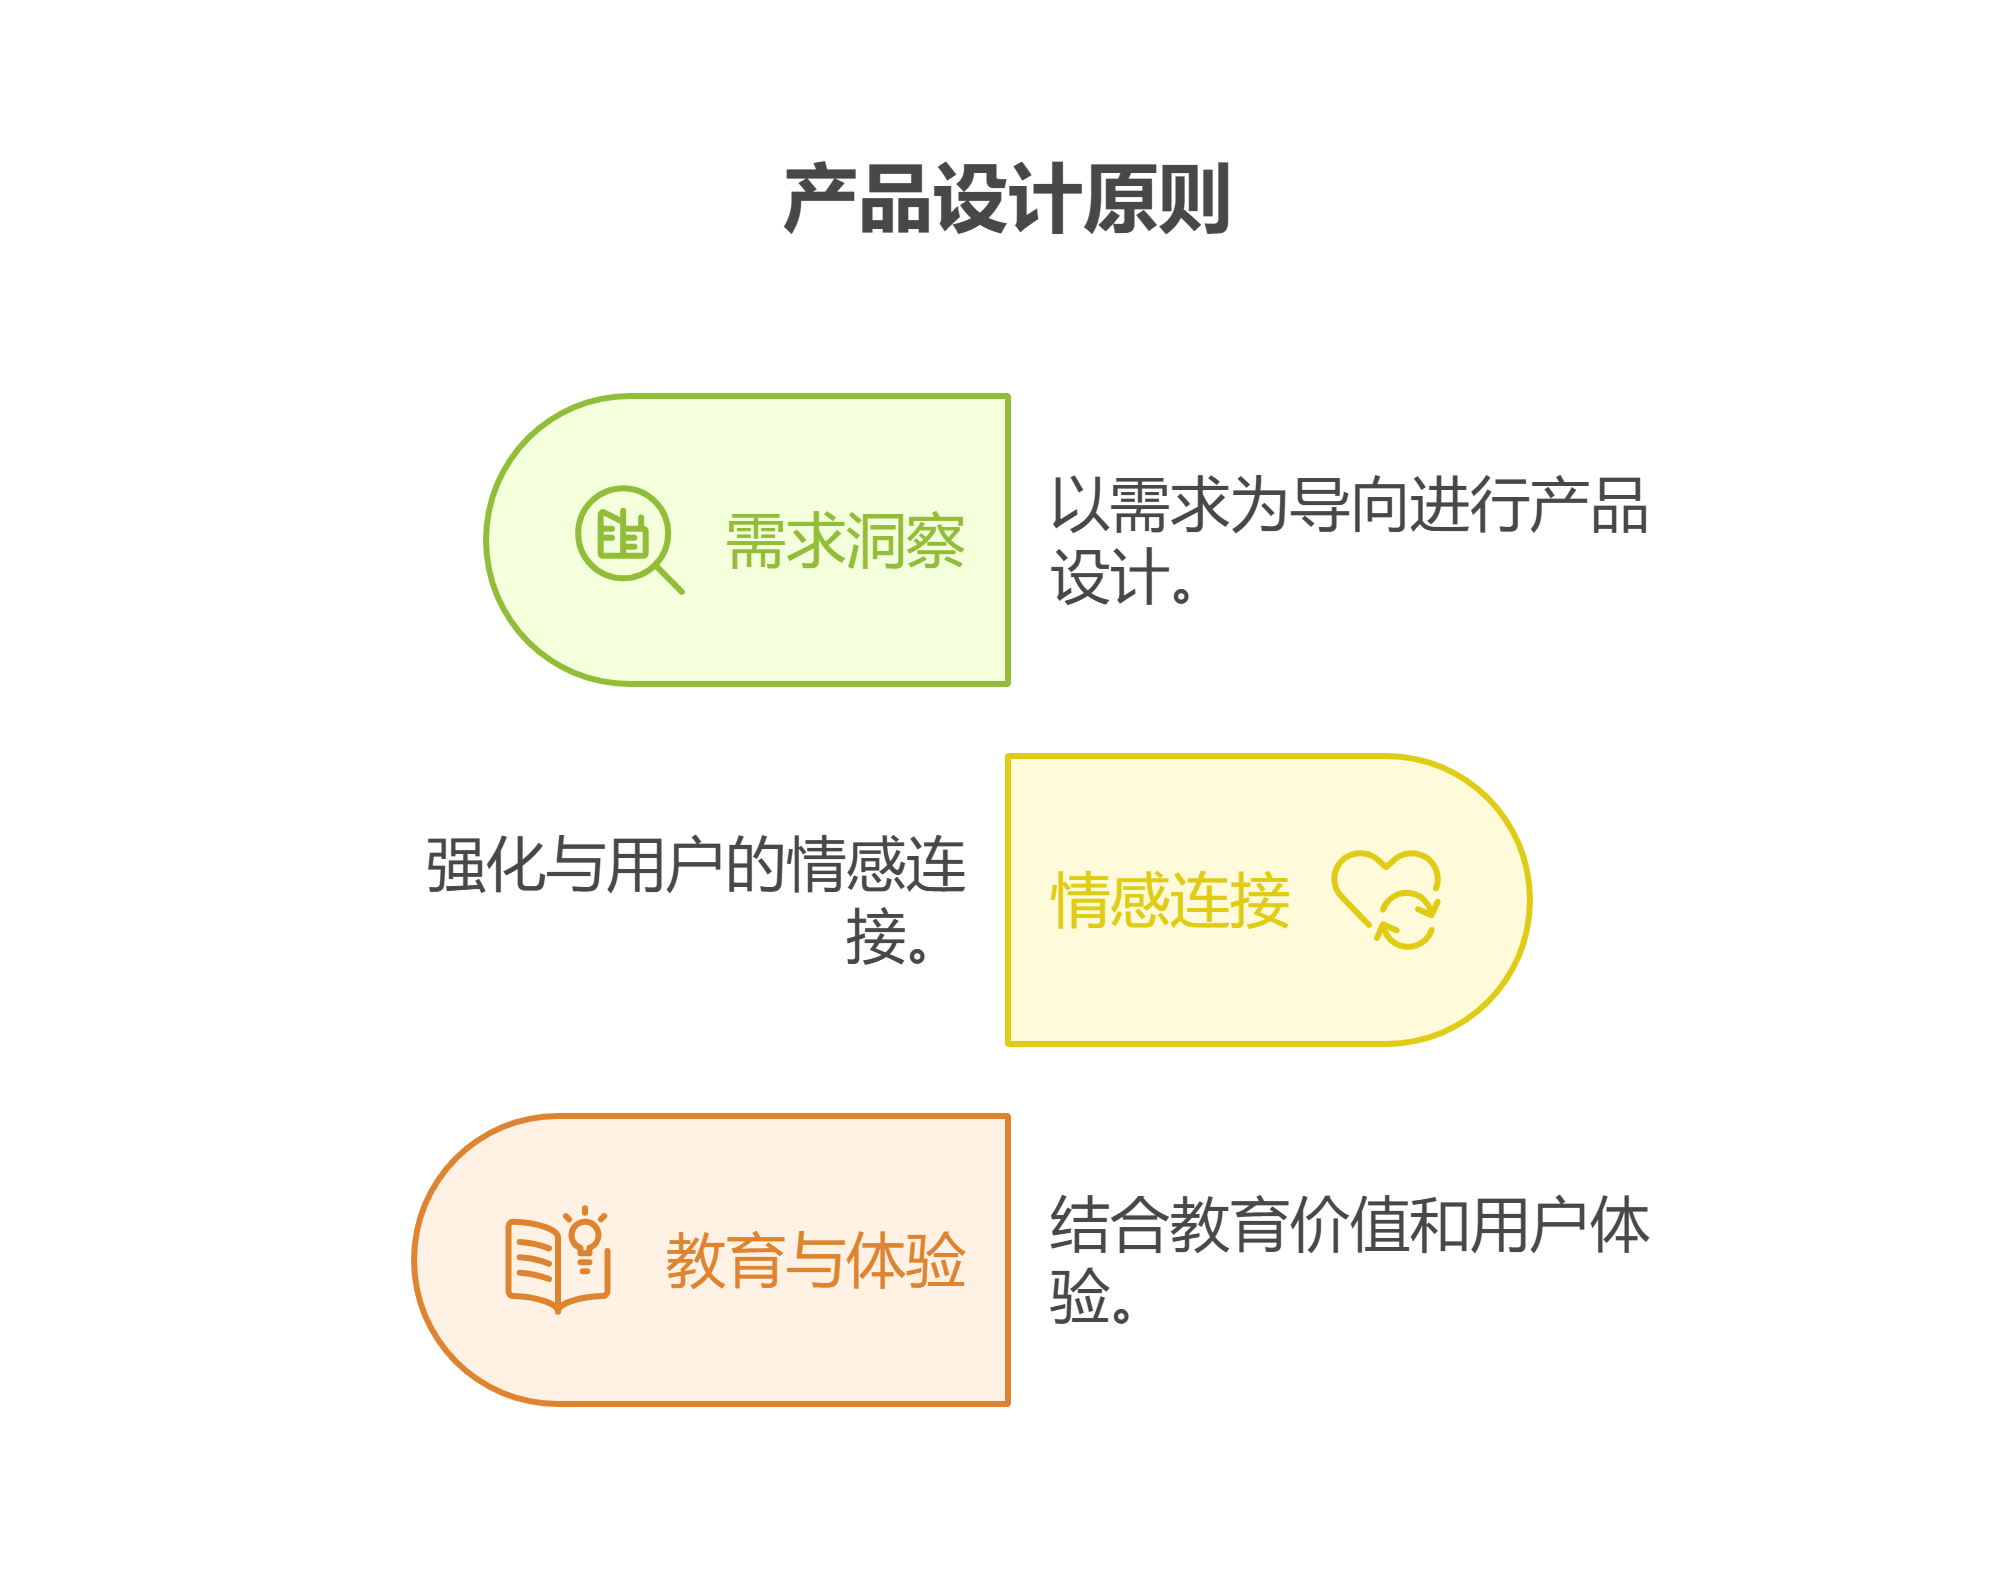 产品设计原则
需求洞察
以需求为导向进行产品
设计。
强化与用户的情感连
接。
情感连接
教育与体验
结合教育价值和用户体
验。